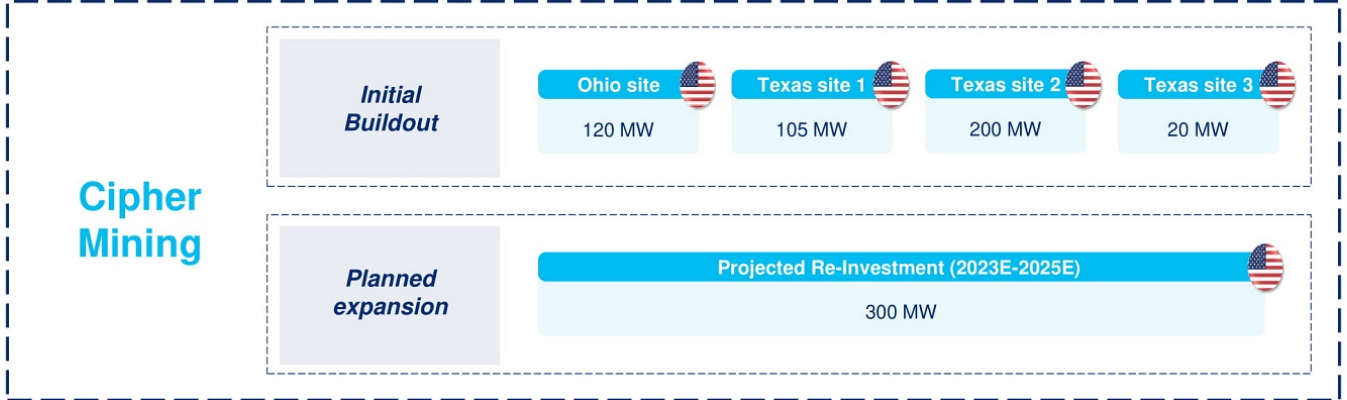 Cipher
Mining
Initial
Buildout
Ohio site
120 MW
Texas site 1
105 MW
Texas site 2
200 MW
Texas site 3
20 MW
Planned
expansion
Projected Re-Investment (2023E-2025E)
300 MW